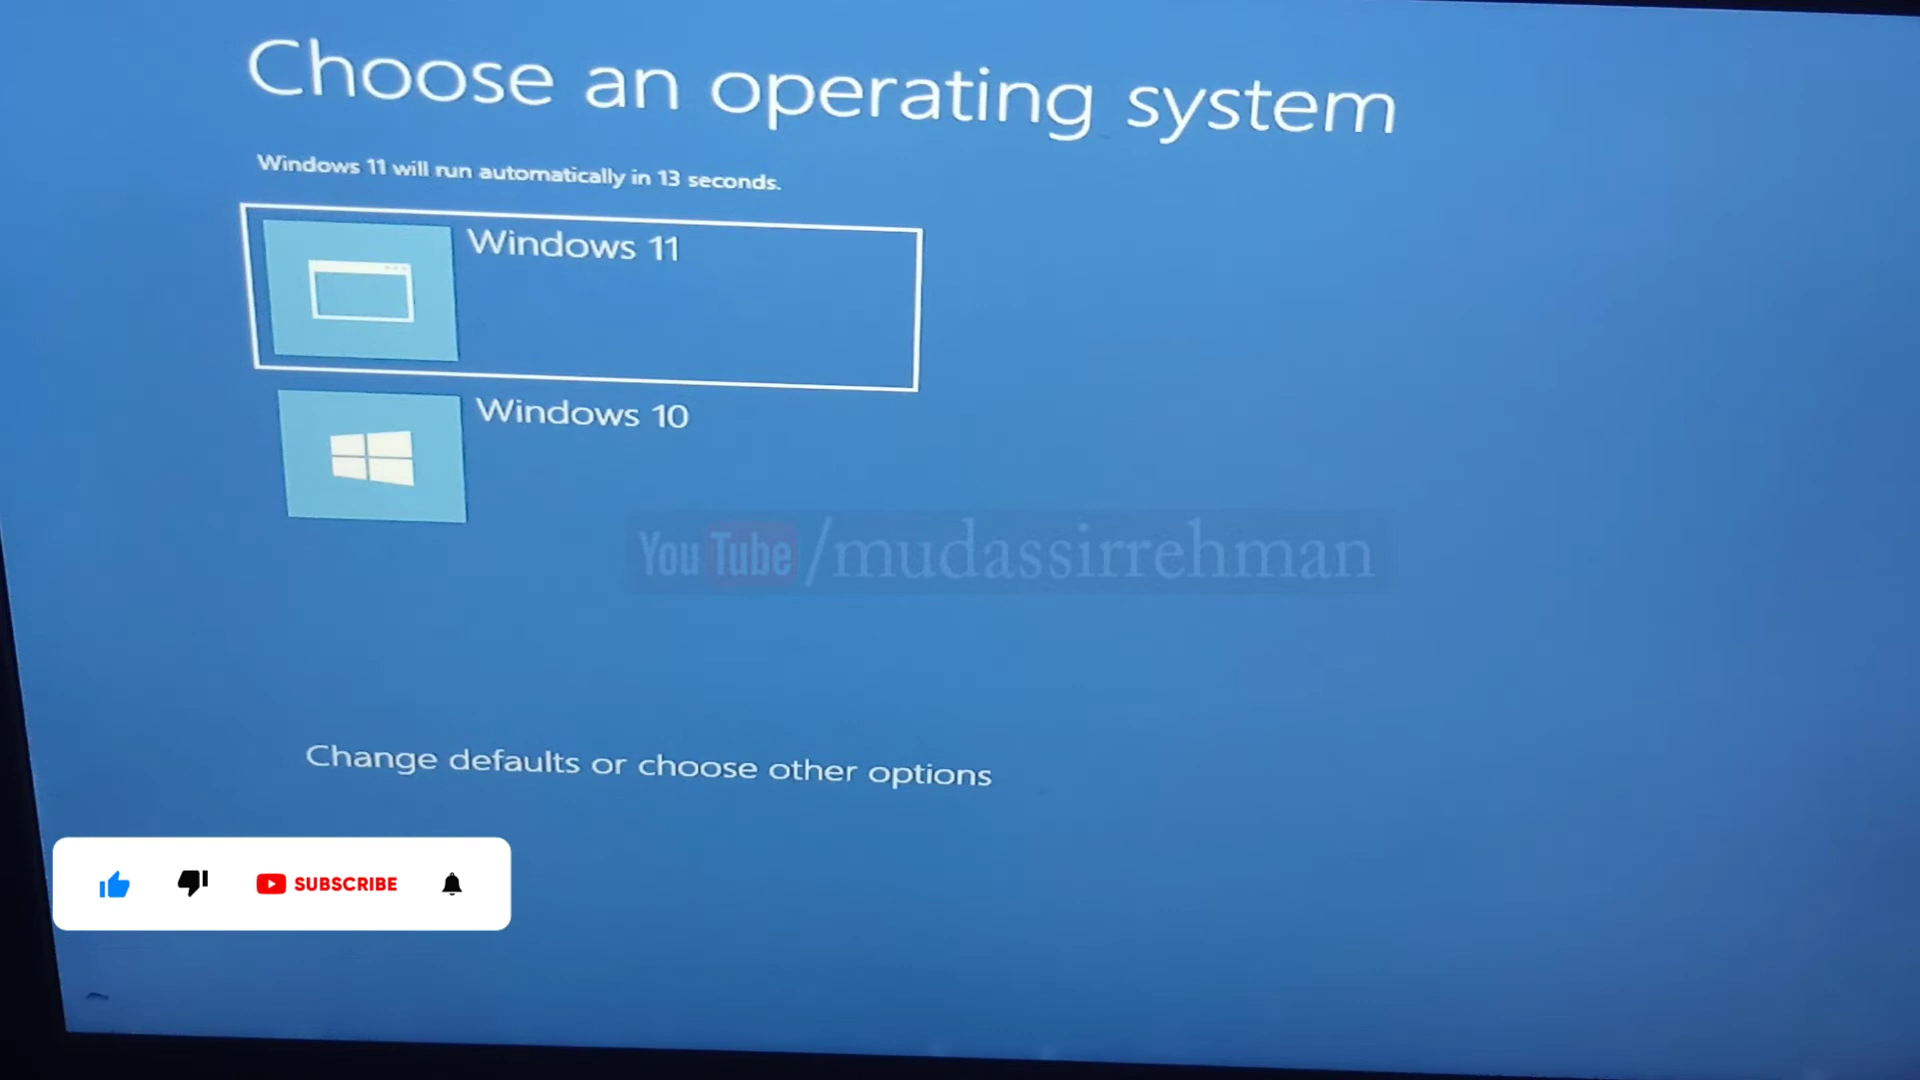 Choose an operating system
Windows 11 will run automatically in 13 seconds.
Windows 11
Windows 10
YouTube/mudassirrehman
Change defaults or choose other options
SUBSCRIBE